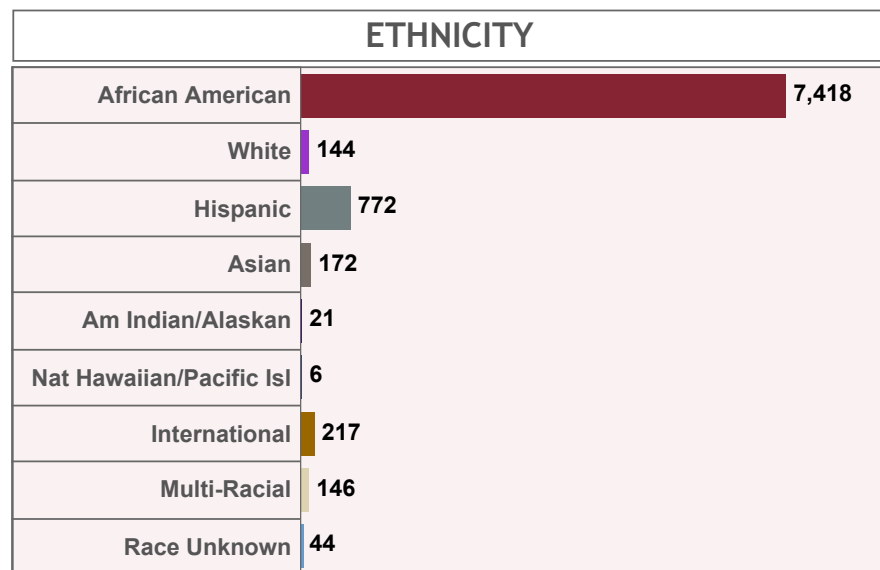 ETHNICITY
African American 7,418
White 144
Hispanic 772
Asian 172
Am Indian/Alaskan 21
Nat Hawaiian/Pacific Isl 6
International 217
Multi-Racial 146
Race Unknown 44